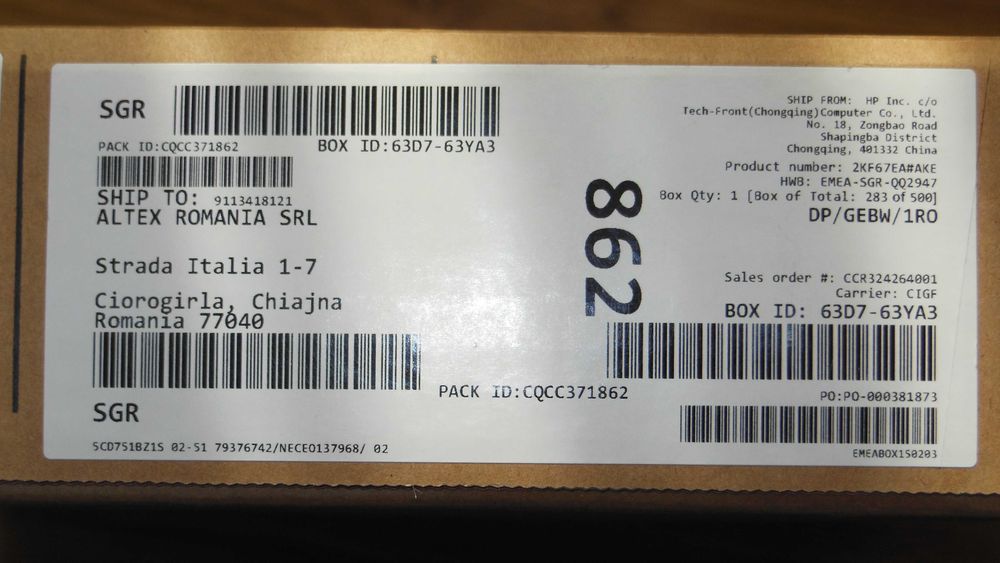 SGR
PACK ID:CQCC371862
BOX ID:63D7-63YA3
SHIP TO: 9113418121
ALTEX ROMANIA SRL
Strada Italia 1-7
Ciorogirla, Chiajna
Romania 77040
SGR
5CD751BZ1S 02-51 79376742/NECEO137968/ 02
PACK ID:CQCC371862
862
SHIP FROM: HP Inc. c/o
Tech-Front(Chongqing)Computer Co., Ltd.
No. 18, Zongbao Road
Shapingba District
Chongqing, 401332 China
Product number: 2KF67EA#AKE
HWB: EMEA-SGR-QQ2947
Box Qty: 1 [Box of Total: 283 of 500]
DP/GEBW/1RO
Sales order #: CCR324264001
Carrier: CIGF
BOX ID: 63D7-63YA3
PO:PO-000381873
EMEABOX150203